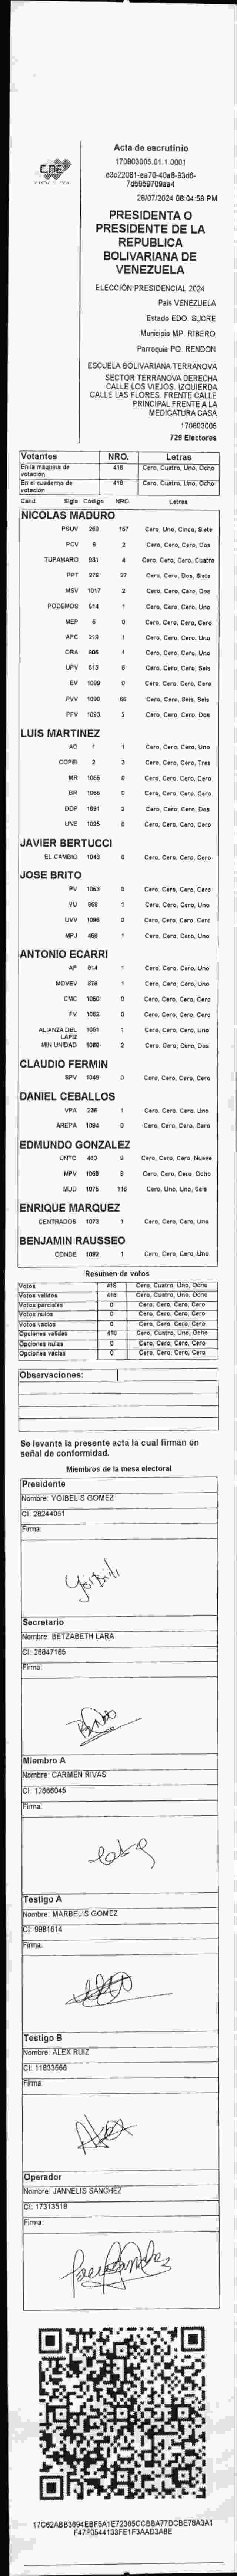 CNE
Acta de escrutinio
170803005.01.1.0001
e3c22081-ea70-40a8-93d6-
7d5959709aa4
28/07/2024 08:04:58 PM
PRESIDENTA O
PRESIDENTE DE LA
REPUBLICA
BOLIVARIANA DE
VENEZUELA
ELECCIÓN PRESIDENCIAL 2024
País VENEZUELA
Estado EDO. SUCRE
Municipio MP. RIBERO
Parroquia PQ. RENDON
ESCUELA BOLIVARIANA TERRANOVA
SECTOR TERRANOVA DERECHA
CALLE LOS VIEJOS. IZQUIERDA
CALLE LAS FLORES. FRENTE CALLE
PRINCIPAL FRENTE A LA
MEDICATURA CASA
170803005
729 Electores
Votantes NRO. Letras
En la máquina de votación 418 Cero, Cuatro, Uno, Ocho
En el cuaderno de votación 418 Cero, Cuatro, Uno, Ocho
Cand. Sigla Código NRO. Letras
NICOLAS MADURO
PSUV 269 157 Cero, Uno, Cinco, Siete
PCV 9 2 Cero, Cero, Cero, Dos
TUPAMARO 931 4 Cero, Cero, Cero, Cuatro
PPT 275 27 Cero, Cero, Dos, Siete
MSV 1017 2 Cero, Cero, Cero, Dos
PODEMOS 514 1 Cero, Cero, Cero, Uno
MEP 6 0 Cero, Cero, Cero, Cero
APC 219 1 Cero, Cero, Cero, Uno
ORA 805 1 Cero, Cero, Cero, Uno
UPV 513 6 Cero, Cero, Cero, Seis
EV 1089 0 Cero, Cero, Cero, Cero
PVV 1090 66 Cero, Cero, Seis, Seis
PFV 1093 2 Cero, Cero, Cero, Dos
LUIS MARTINEZ
AD 1 1 Cero, Cero, Cero, Uno
COPEI 2 3 Cero, Cero, Cero, Tres
MR 1065 0 Cero, Cero, Cero, Cero
BR 1066 0 Cero, Cero, Cero, Cero
DDP 1091 2 Cero, Cero, Cero, Dos
UNE 1095 0 Cero, Cero, Cero, Cero
JAVIER BERTUCCI
EL CAMBIO 1048 0 Cero, Cero, Cero, Cero
JOSE BRITO
PV 1053 0 Cero, Cero, Cero, Cero
VU 958 1 Cero, Cero, Cero, Uno
UVV 1096 0 Cero, Cero, Cero, Cero
MPJ 458 1 Cero, Cero, Cero, Uno
ANTONIO ECARRI
AP 814 1 Cero, Cero, Cero, Uno
MOVEV 978 1 Cero, Cero, Cero, Uno
CMC 1050 0 Cero, Cero, Cero, Cero
FV 1052 0 Cero, Cero, Cero, Cero
ALIANZA DEL LAPIZ 1051 1 Cero, Cero, Cero, Uno
MIN UNIDAD 1088 2 Cero, Cero, Cero, Dos
CLAUDIO FERMIN
SPV 1049 0 Cero, Cero, Cero, Cero
DANIEL CEBALLOS
VPA 236 1 Cero, Cero, Cero, Uno
AREPA 1094 0 Cero, Cero, Cero, Cero
EDMUNDO GONZALEZ
UNTC 460 9 Cero, Cero, Cero, Nueve
MPV 1069 8 Cero, Cero, Cero, Ocho
MUD 1075 116 Cero, Uno, Uno, Seis
ENRIQUE MARQUEZ
CENTRADOS 1073 1 Cero, Cero, Cero, Uno
BENJAMIN RAUSSEO
CONDE 1092 1 Cero, Cero, Cero, Uno
Resumen de votos
Votos 418 Cero, Cuatro, Uno, Ocho
Votos validos 418 Cero, Cuatro, Uno, Ocho
Votos parciales 0 Cero, Cero, Cero, Cero
Votos nulos 0 Cero, Cero, Cero, Cero
Votos vacios 0 Cero, Cero, Cero, Cero
Opciones validas 418 Cero, Cuatro, Uno, Ocho
Opciones nulas 0 Cero, Cero, Cero, Cero
Opciones vacias 0 Cero, Cero, Cero, Cero
Observaciones:
Se levanta la presente acta la cual firman en
señal de conformidad.
Miembros de la mesa electoral
Presidente
Nombre: YOIBELIS GOMEZ
CI: 28244051
Firma:
Secretario
Nombre: BETZABETH LARA
CI: 26847165
Firma:
Miembro A
Nombre: CARMEN RIVAS
CI: 12666045
Firma:
Testigo A
Nombre: MARBELIS GOMEZ
CI: 9981614
Firma:
Testigo B
Nombre: ALEX RUIZ
CI: 11833566
Firma:
Alex
Operador
Nombre: JANNELIS SANCHEZ
CI: 17313518
Firma:
17C62ABB3694EBF5A1E72365CCBBA77DCBE78A3A1
F47F0544133FE1F3AAD3A8E